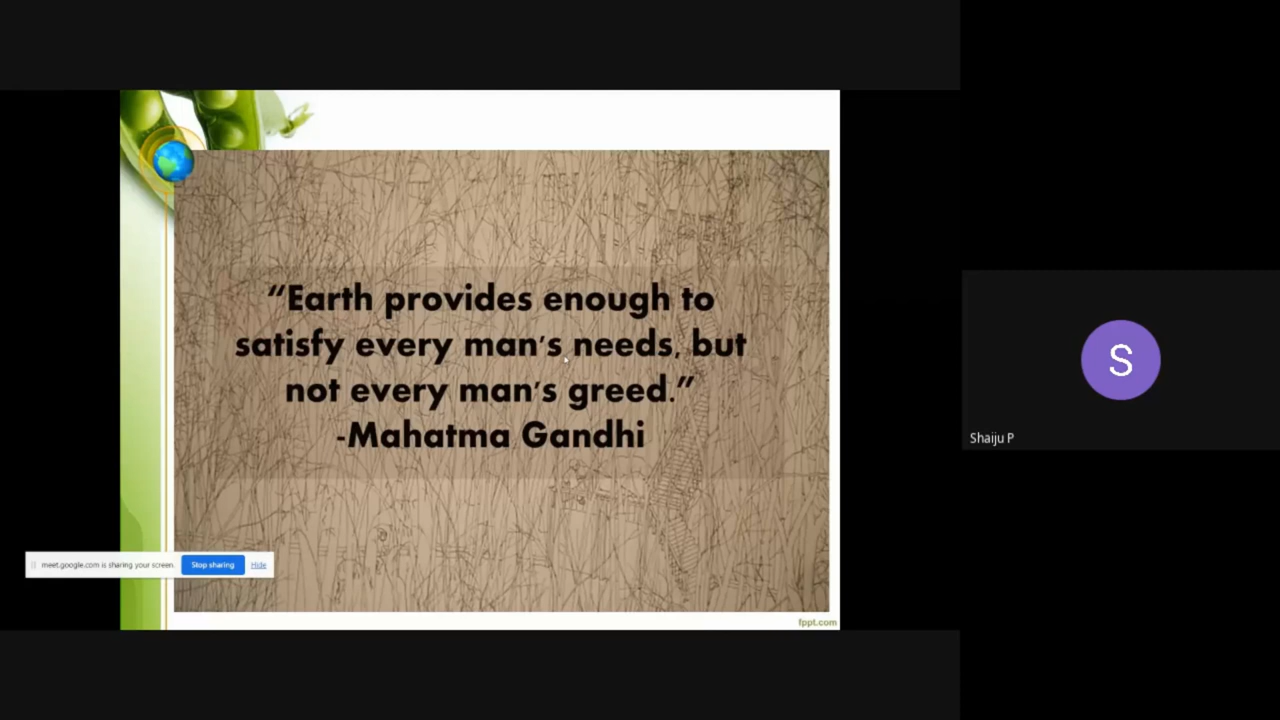 “Earth provides enough to
satisfy every man's needs, but
not every man's greed.”
-Mahatma Gandhi
meet.google.com is sharing your screen.
Stop sharing
Hide
fppt.com
S
Shaiju P